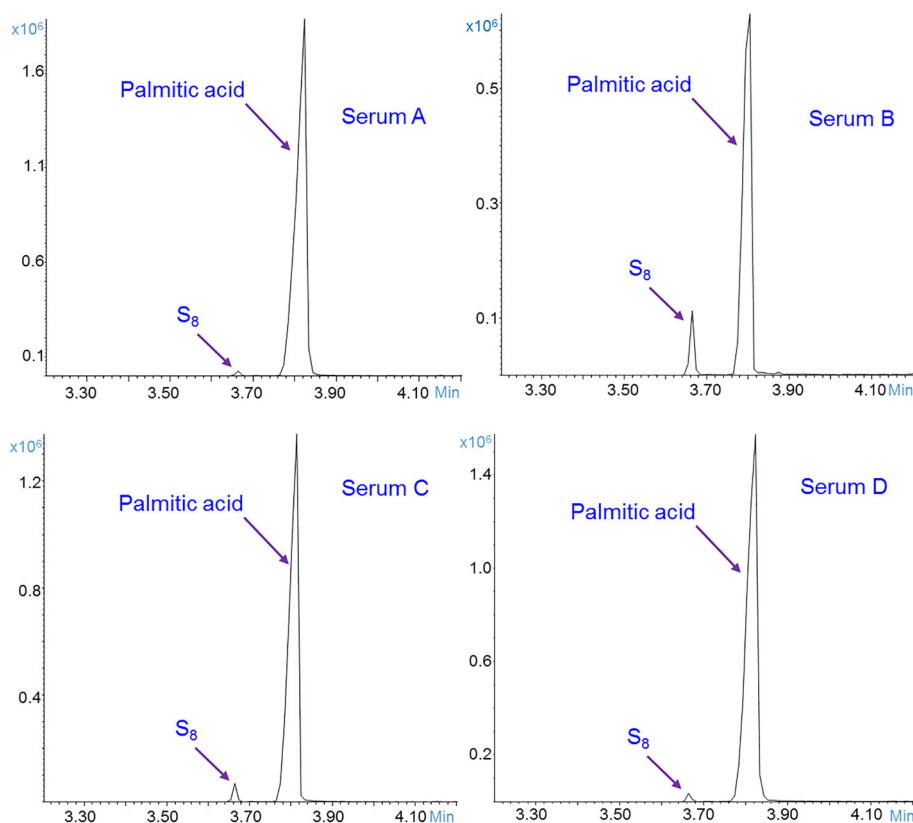 x10⁶
1.6
Palmitic acid
Serum A
1.1
0.6
S₈
0.1
3.30 3.50 3.70 3.90 4.10 Min
x10⁶
0.5
Palmitic acid
Serum B
0.3
S₈
0.1
3.30 3.50 3.70 3.90 4.10 Min
x10⁶
1.2
Serum C
Palmitic acid
0.8
0.4
S₈
3.30 3.50 3.70 3.90 4.10 Min
x10⁶
1.4
Serum D
Palmitic acid
1.0
0.6
S₈
0.2
3.30 3.50 3.70 3.90 4.10 Min